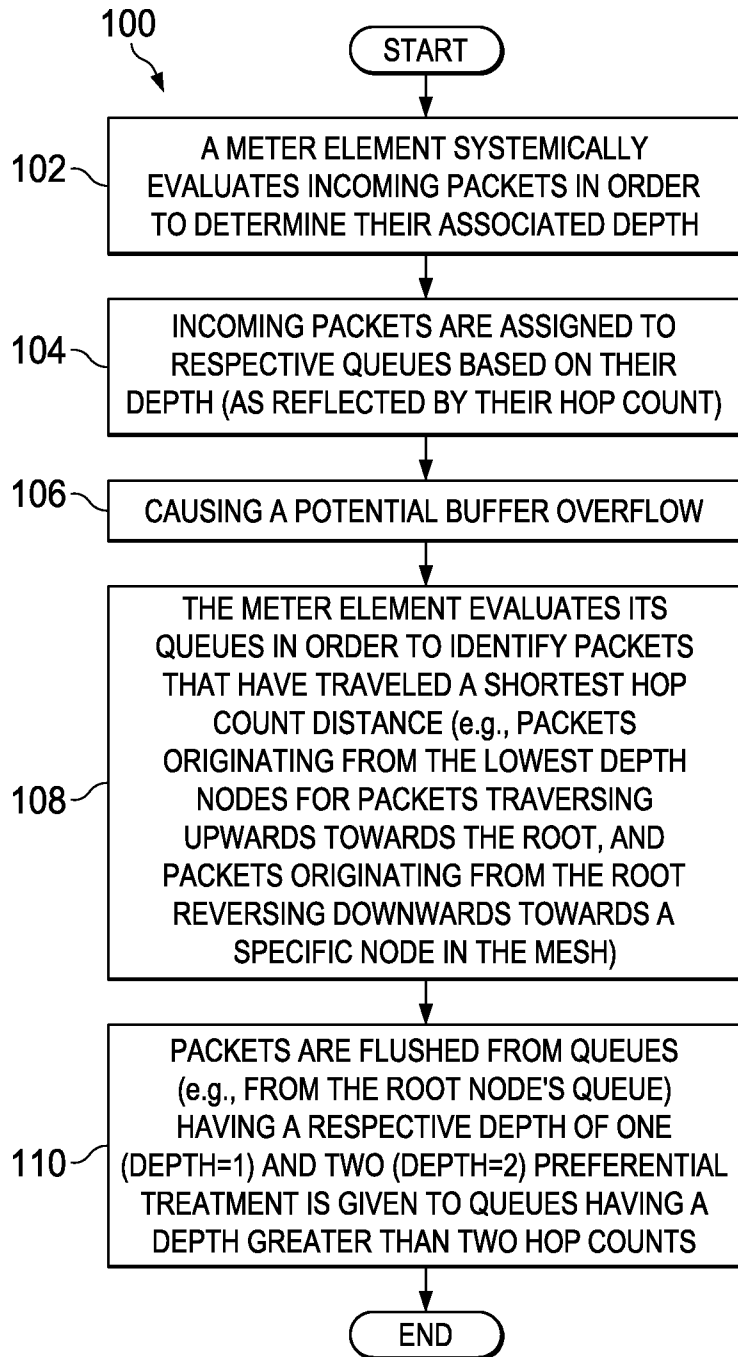 100
START
102
A METER ELEMENT SYSTEMICALLY
EVALUATES INCOMING PACKETS IN ORDER
TO DETERMINE THEIR ASSOCIATED DEPTH
104
INCOMING PACKETS ARE ASSIGNED TO
RESPECTIVE QUEUES BASED ON THEIR
DEPTH (AS REFLECTED BY THEIR HOP COUNT)
106
CAUSING A POTENTIAL BUFFER OVERFLOW
108
THE METER ELEMENT EVALUATES ITS
QUEUES IN ORDER TO IDENTIFY PACKETS
THAT HAVE TRAVELED A SHORTEST HOP
COUNT DISTANCE (e.g., PACKETS
ORIGINATING FROM THE LOWEST DEPTH
NODES FOR PACKETS TRAVERSING
UPWARDS TOWARDS THE ROOT, AND
PACKETS ORIGINATING FROM THE ROOT
REVERSING DOWNWARDS TOWARDS A
SPECIFIC NODE IN THE MESH)
110
PACKETS ARE FLUSHED FROM QUEUES
(e.g., FROM THE ROOT NODE'S QUEUE)
HAVING A RESPECTIVE DEPTH OF ONE
(DEPTH=1) AND TWO (DEPTH=2) PREFERENTIAL
TREATMENT IS GIVEN TO QUEUES HAVING A
DEPTH GREATER THAN TWO HOP COUNTS
END